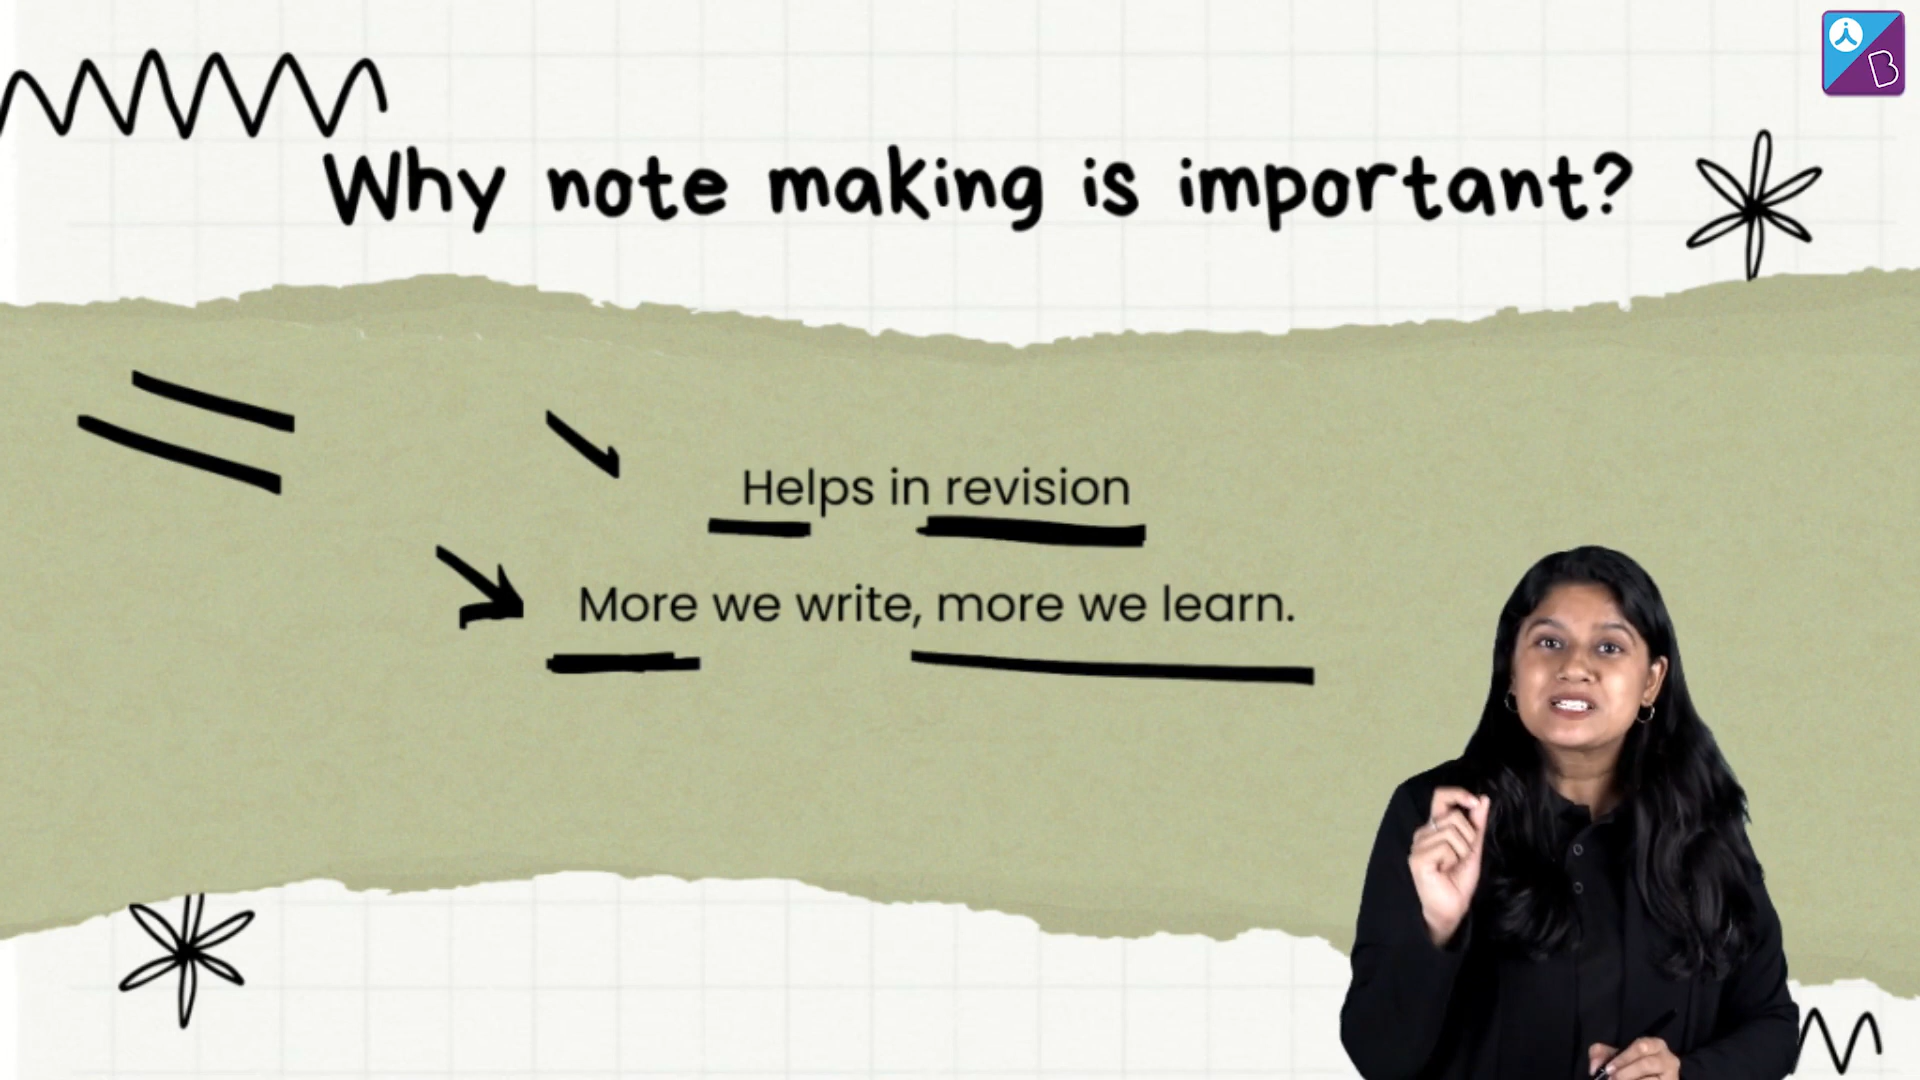 Why note making is important?
Helps in revision
More we write, more we learn.